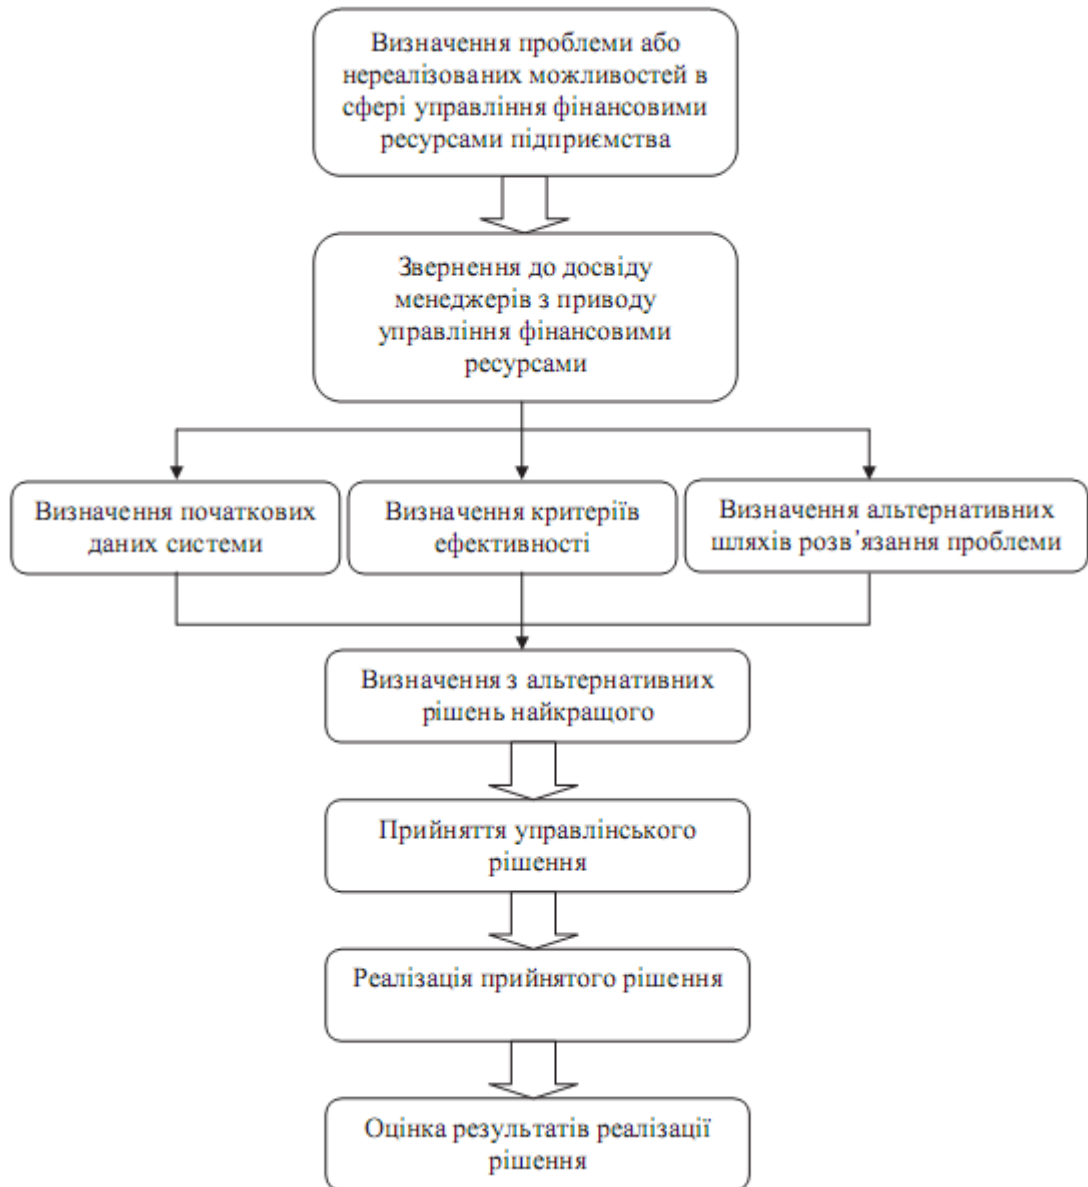 Визначення проблеми або
нереалізованих можливостей в
сфері управління фінансовими
ресурсами підприємства
Звернення до досвіду
менеджерів з приводу
управління фінансовими
ресурсами
Визначення початкових
даних системи
Визначення критеріїв
ефективності
Визначення альтернативних
шляхів розв’язання проблеми
Визначення з альтернативних
рішень найкращого
Прийняття управлінського
рішення
Реалізація прийнятого рішення
Оцінка результатів реалізації
рішення